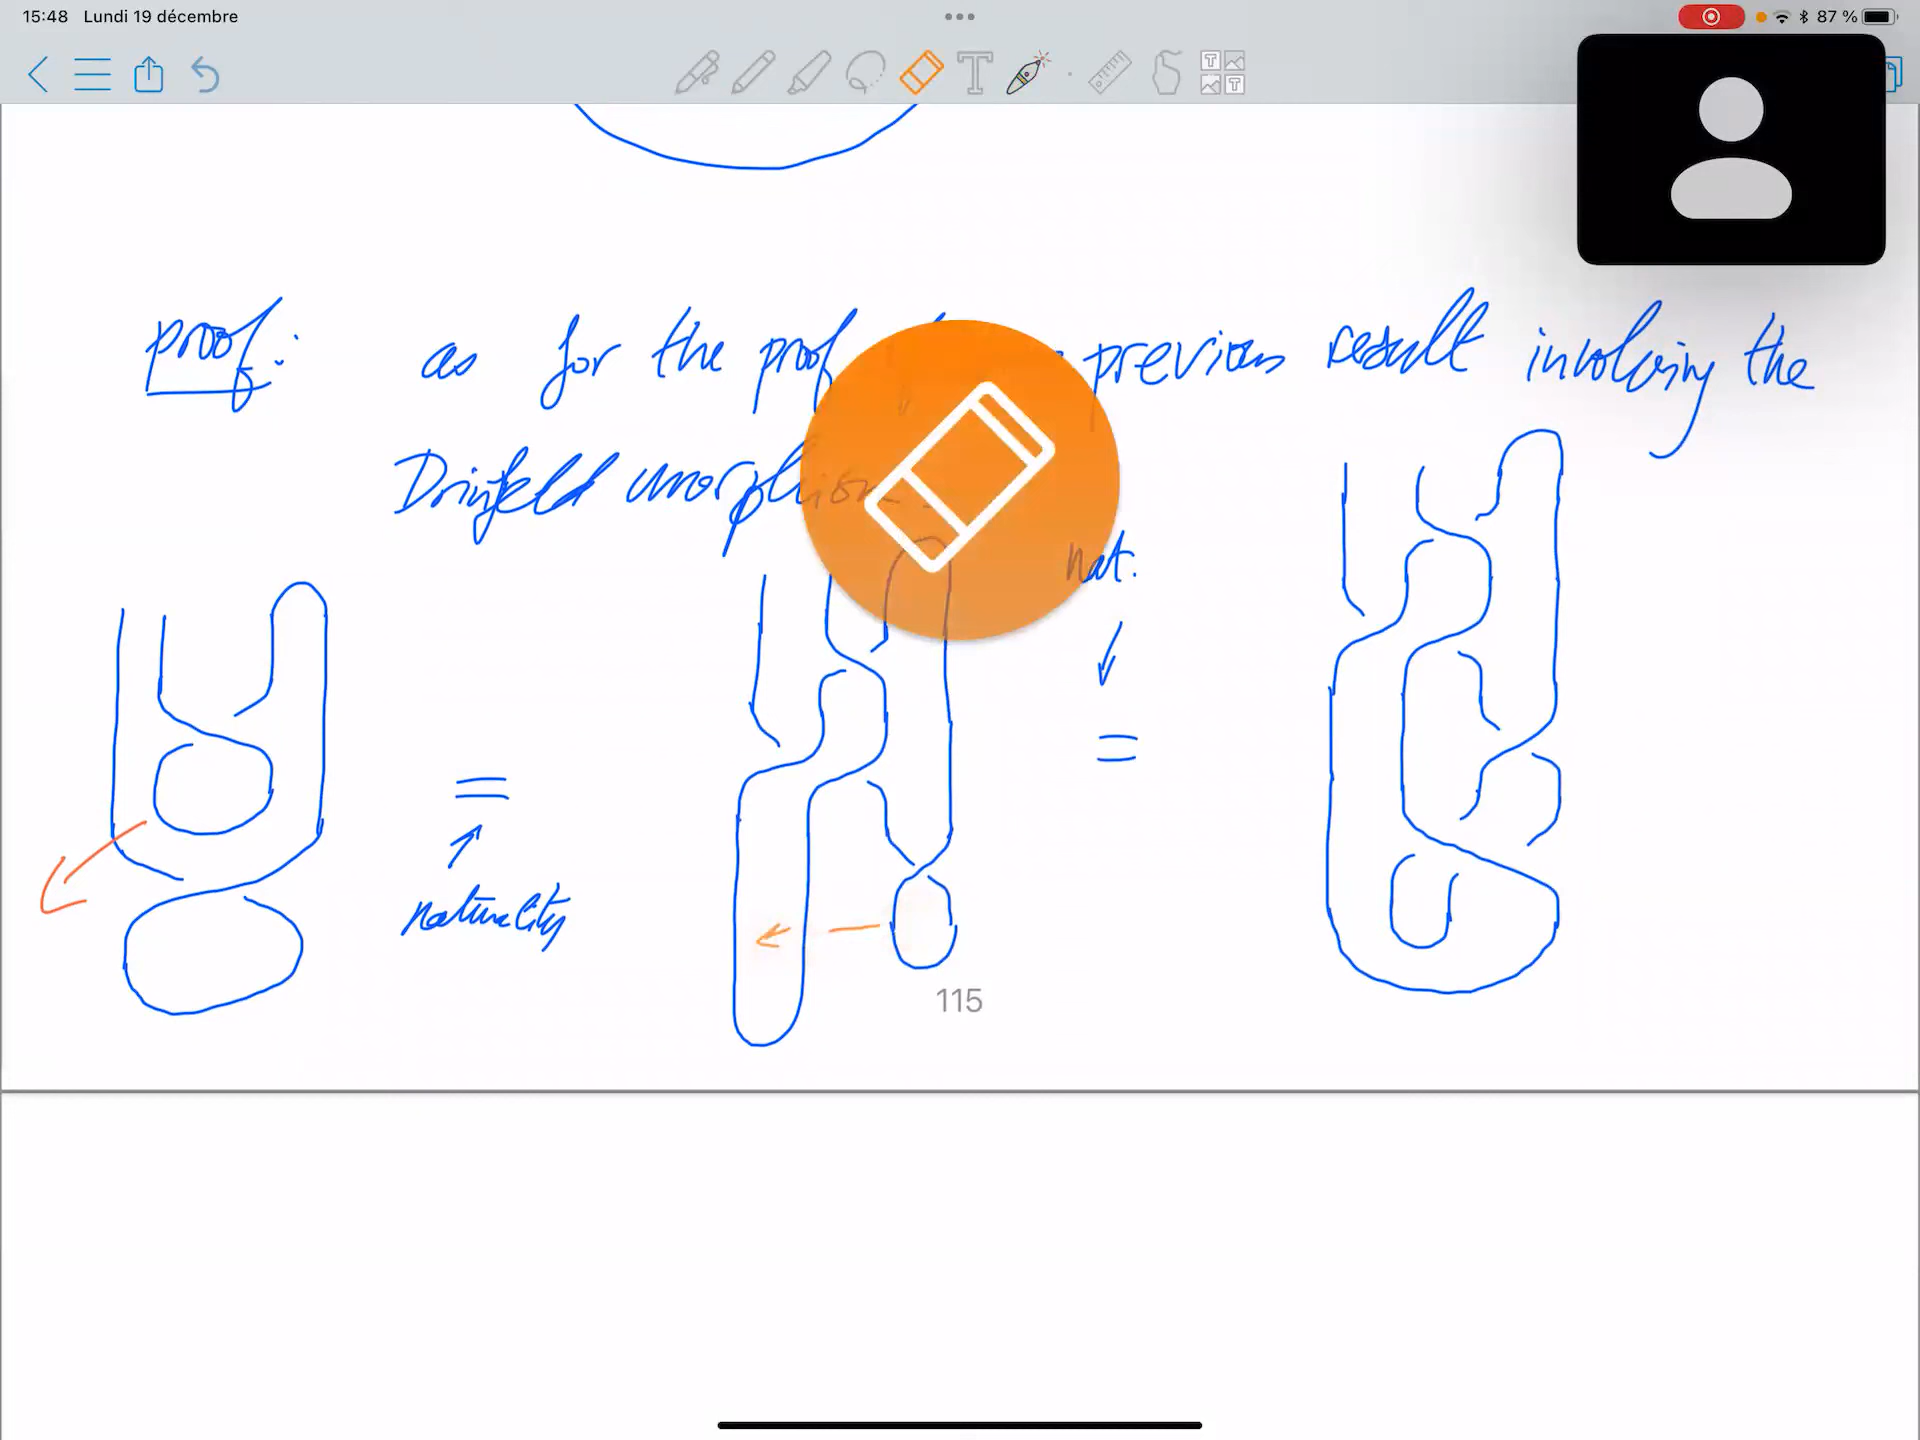 15:48 Lundi 19 décembre
87 %
proof: as for the proof previous result involving the
Drinfeld morphism
nat.
=
=
naturality
115